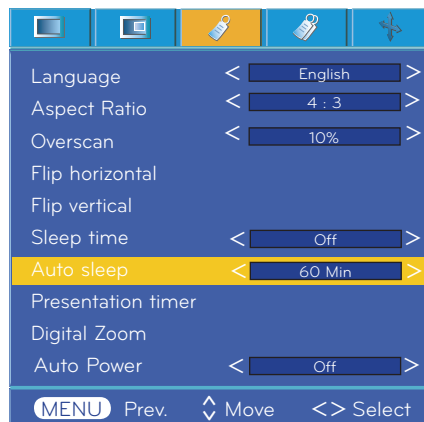 Language < English >
Aspect Ratio < 4 : 3 >
Overscan < 10% >
Flip horizontal
Flip vertical
Sleep time < Off >
Auto sleep < 60 Min >
Presentation timer
Digital Zoom
Auto Power < Off >
MENU Prev. Move <> Select